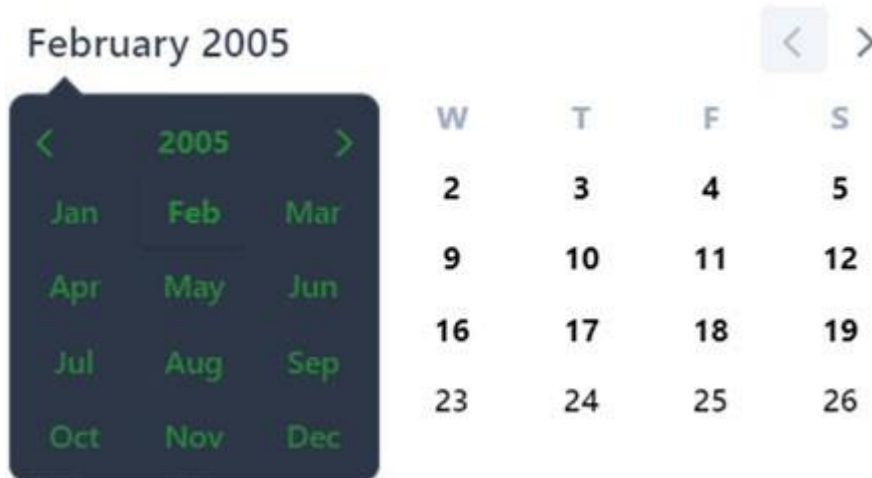 February 2005
2005
Jan Feb Mar
Apr May Jun
Jul Aug Sep
Oct Nov Dec
W T F S
2 3 4 5
9 10 11 12
16 17 18 19
23 24 25 26